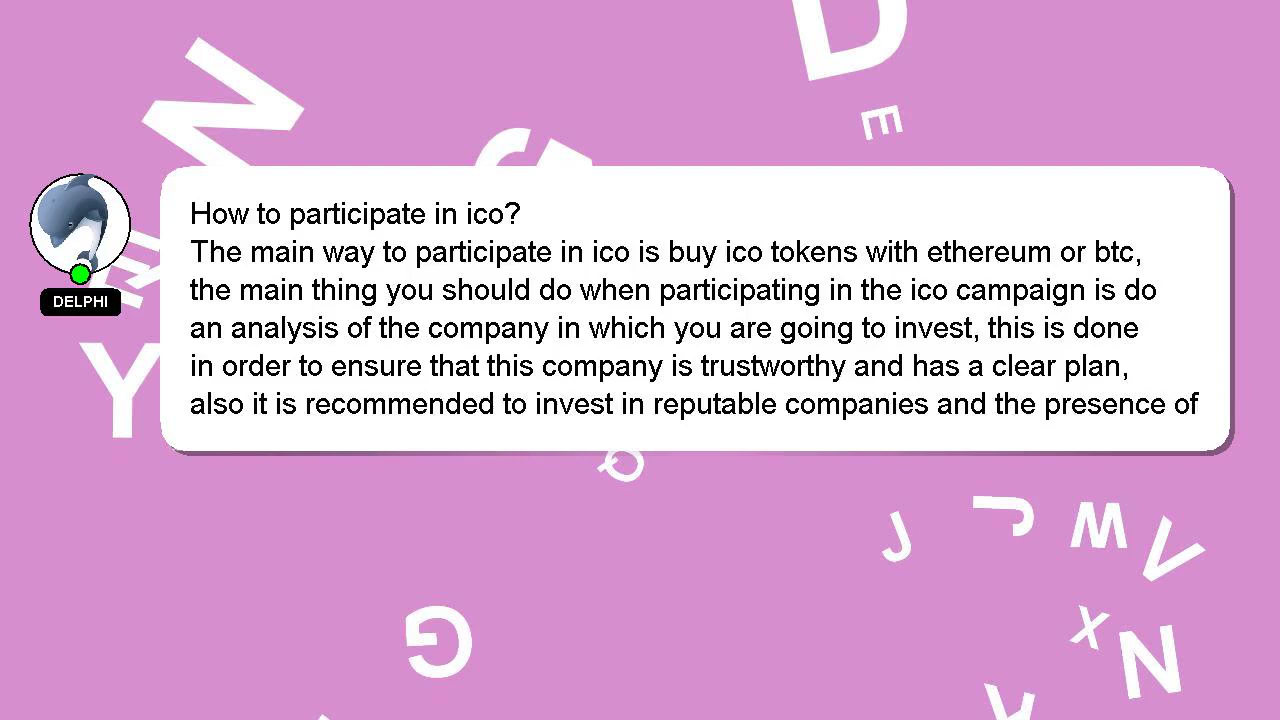 How to participate in ico?
The main way to participate in ico is buy ico tokens with ethereum or btc,
the main thing you should do when participating in the ico campaign is do
an analysis of the company in which you are going to invest, this is done
in order to ensure that this company is trustworthy and has a clear plan,
also it is recommended to invest in reputable companies and the presence of
DELPHI
N
D
E
Y
Q
J
J
W
V
G
X
N